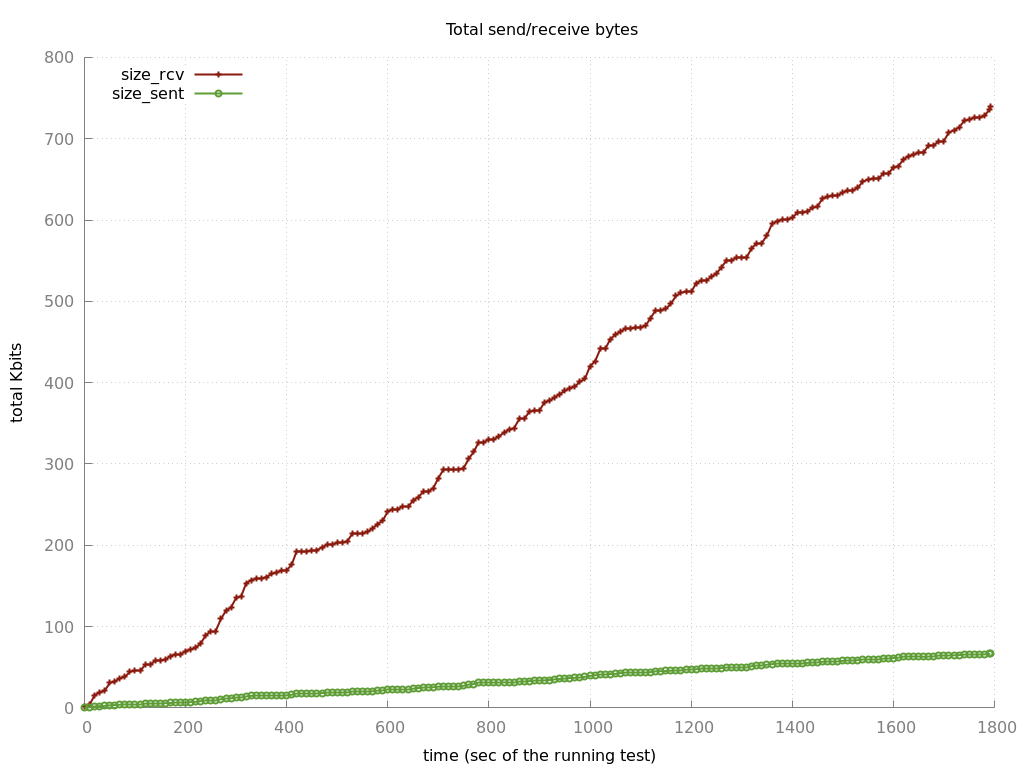 Total send/receive bytes
800
size_rcv
size_sent
700
600
500
400
300
200
100
0
total Kbits
0 200 400 600 800 1000 1200 1400 1600 1800
time (sec of the running test)